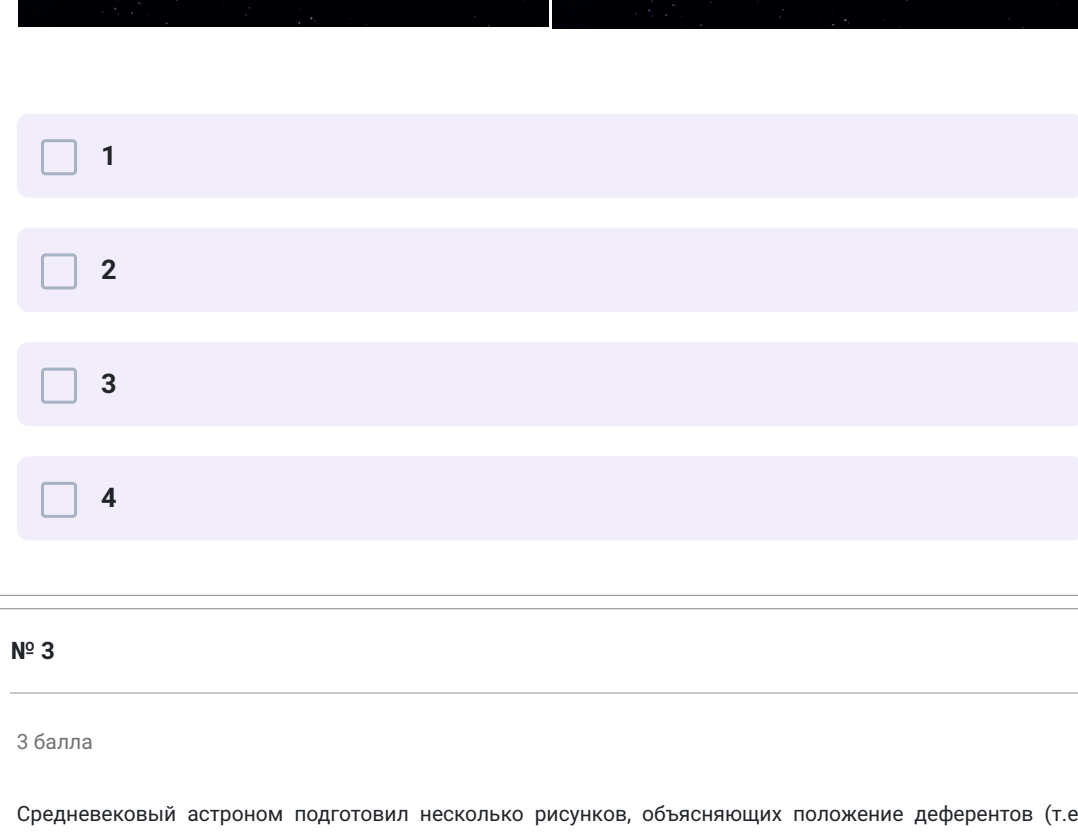 1
2
3
4
№ 3
3 балла
Средневековый астроном подготовил несколько рисунков, объясняющих положение деферентов (т.е